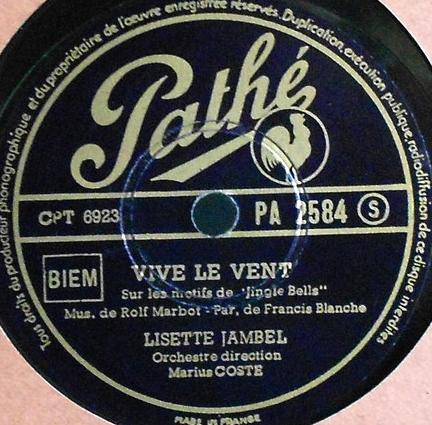 Tous droits du producteur phonographique et du propriétaire de l'œuvre enregistrée réservés. Duplication, exécution publique, radiodiffusion de ce disque interdites
Pathé
CPT 6923
PA 2584 S
BIEM
VIVE LE VENT
Sur les motifs de "Jingle Bells"
Mus. de Rolf Marbot - Par. de Francis Blanche
LISETTE JAMBEL
Orchestre direction
Marius COSTE
MADE IN FRANCE